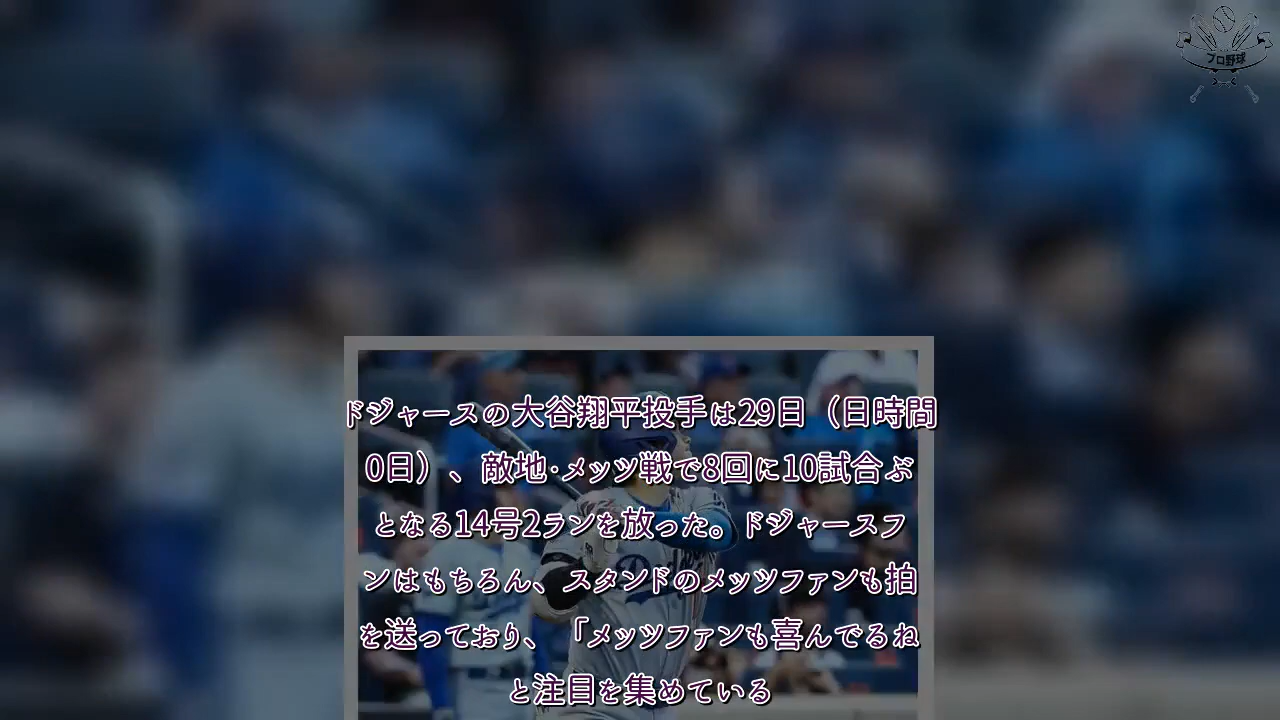 プロ野球
ドジャースの大谷翔平投手は29日（日時間
0日）、敵地･メッツ戦で8回に10試合ぶ
となる14号2ランを放った。ドジャースフ
ンはもちろん、スタンドのメッツファンも拍
を送っており、「メッツファンも喜んでるね
と注目を集めている